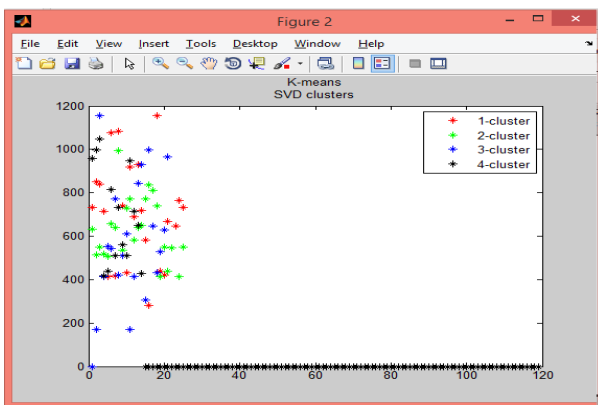 Figure 2
File Edit View Insert Tools Desktop Window Help
K-means
SVD clusters
1200
1000
800
600
400
200
0
0 20 40 60 80 100 120
1-cluster
2-cluster
3-cluster
4-cluster